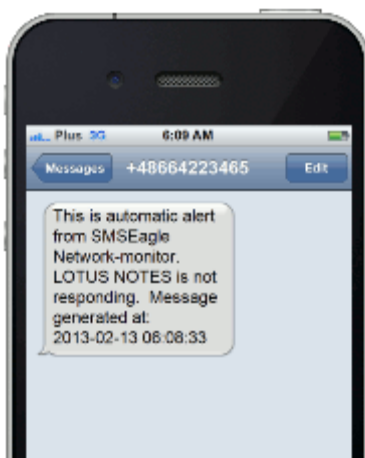 Plus 3G 6:09 AM
Messages +48664223465 Edit
This is automatic alert
from SMSEagle
Network-monitor.
LOTUS NOTES is not
responding. Message
generated at:
2013-02-13 06:08:33